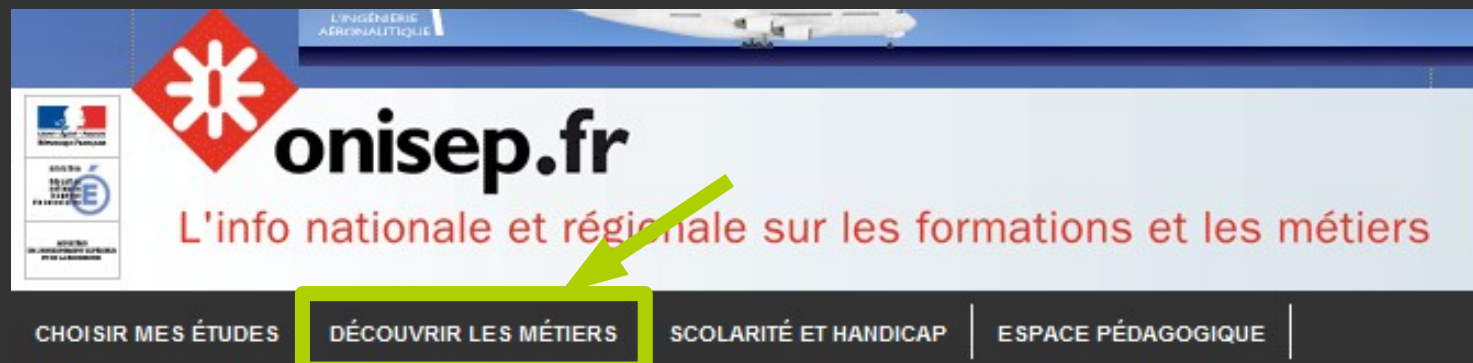 L'INGÉNIERIE
AÉRONAUTIQUE
onisep.fr
L'info nationale et régionale sur les formations et les métiers
CHOISIR MES ÉTUDES
DÉCOUVRIR LES MÉTIERS
SCOLARITÉ ET HANDICAP
ESPACE PÉDAGOGIQUE